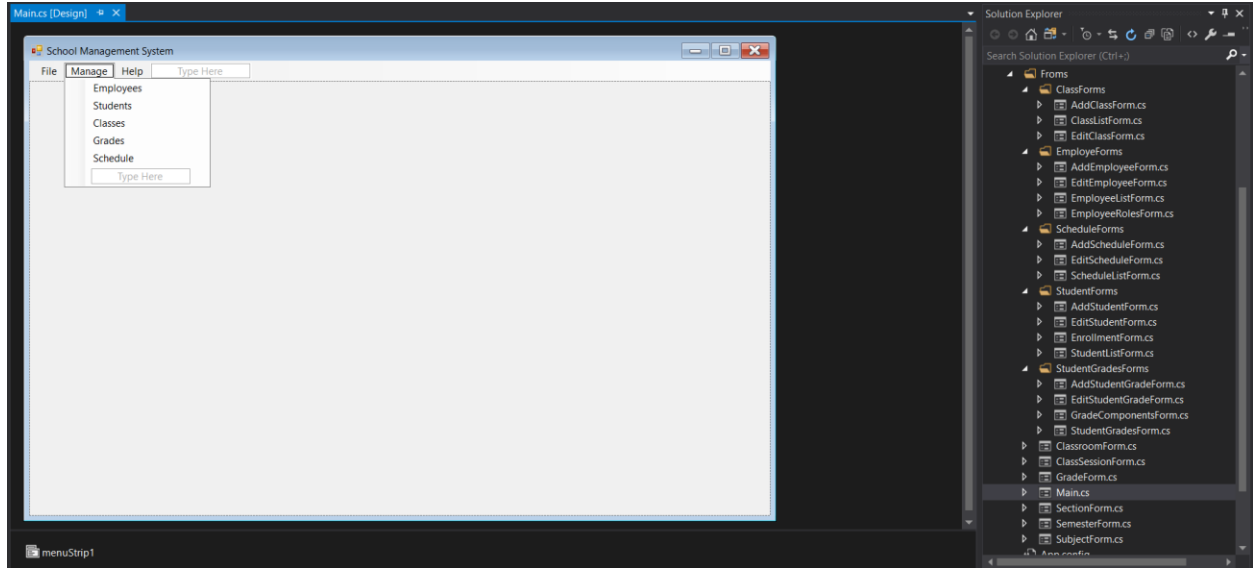 Main.cs [Design]
School Management System
File Manage Help Type Here
Employees
Students
Classes
Grades
Schedule
Type Here
menuStrip1
Solution Explorer
Search Solution Explorer (Ctrl+;)
Froms
ClassForms
AddClassForm.cs
ClassListForm.cs
EditClassForm.cs
EmployeForms
AddEmployeeForm.cs
EditEmployeeForm.cs
EmployeeListForm.cs
EmployeeRolesForm.cs
ScheduleForms
AddScheduleForm.cs
EditScheduleForm.cs
ScheduleListForm.cs
StudentForms
AddStudentForm.cs
EditStudentForm.cs
EnrollmentForm.cs
StudentListForm.cs
StudentGradesForms
AddStudentGradeForm.cs
EditStudentGradeForm.cs
GradeComponentsForm.cs
StudentGradesForm.cs
ClassroomForm.cs
ClassSessionForm.cs
GradeForm.cs
Main.cs
SectionForm.cs
SemesterForm.cs
SubjectForm.cs
App.config